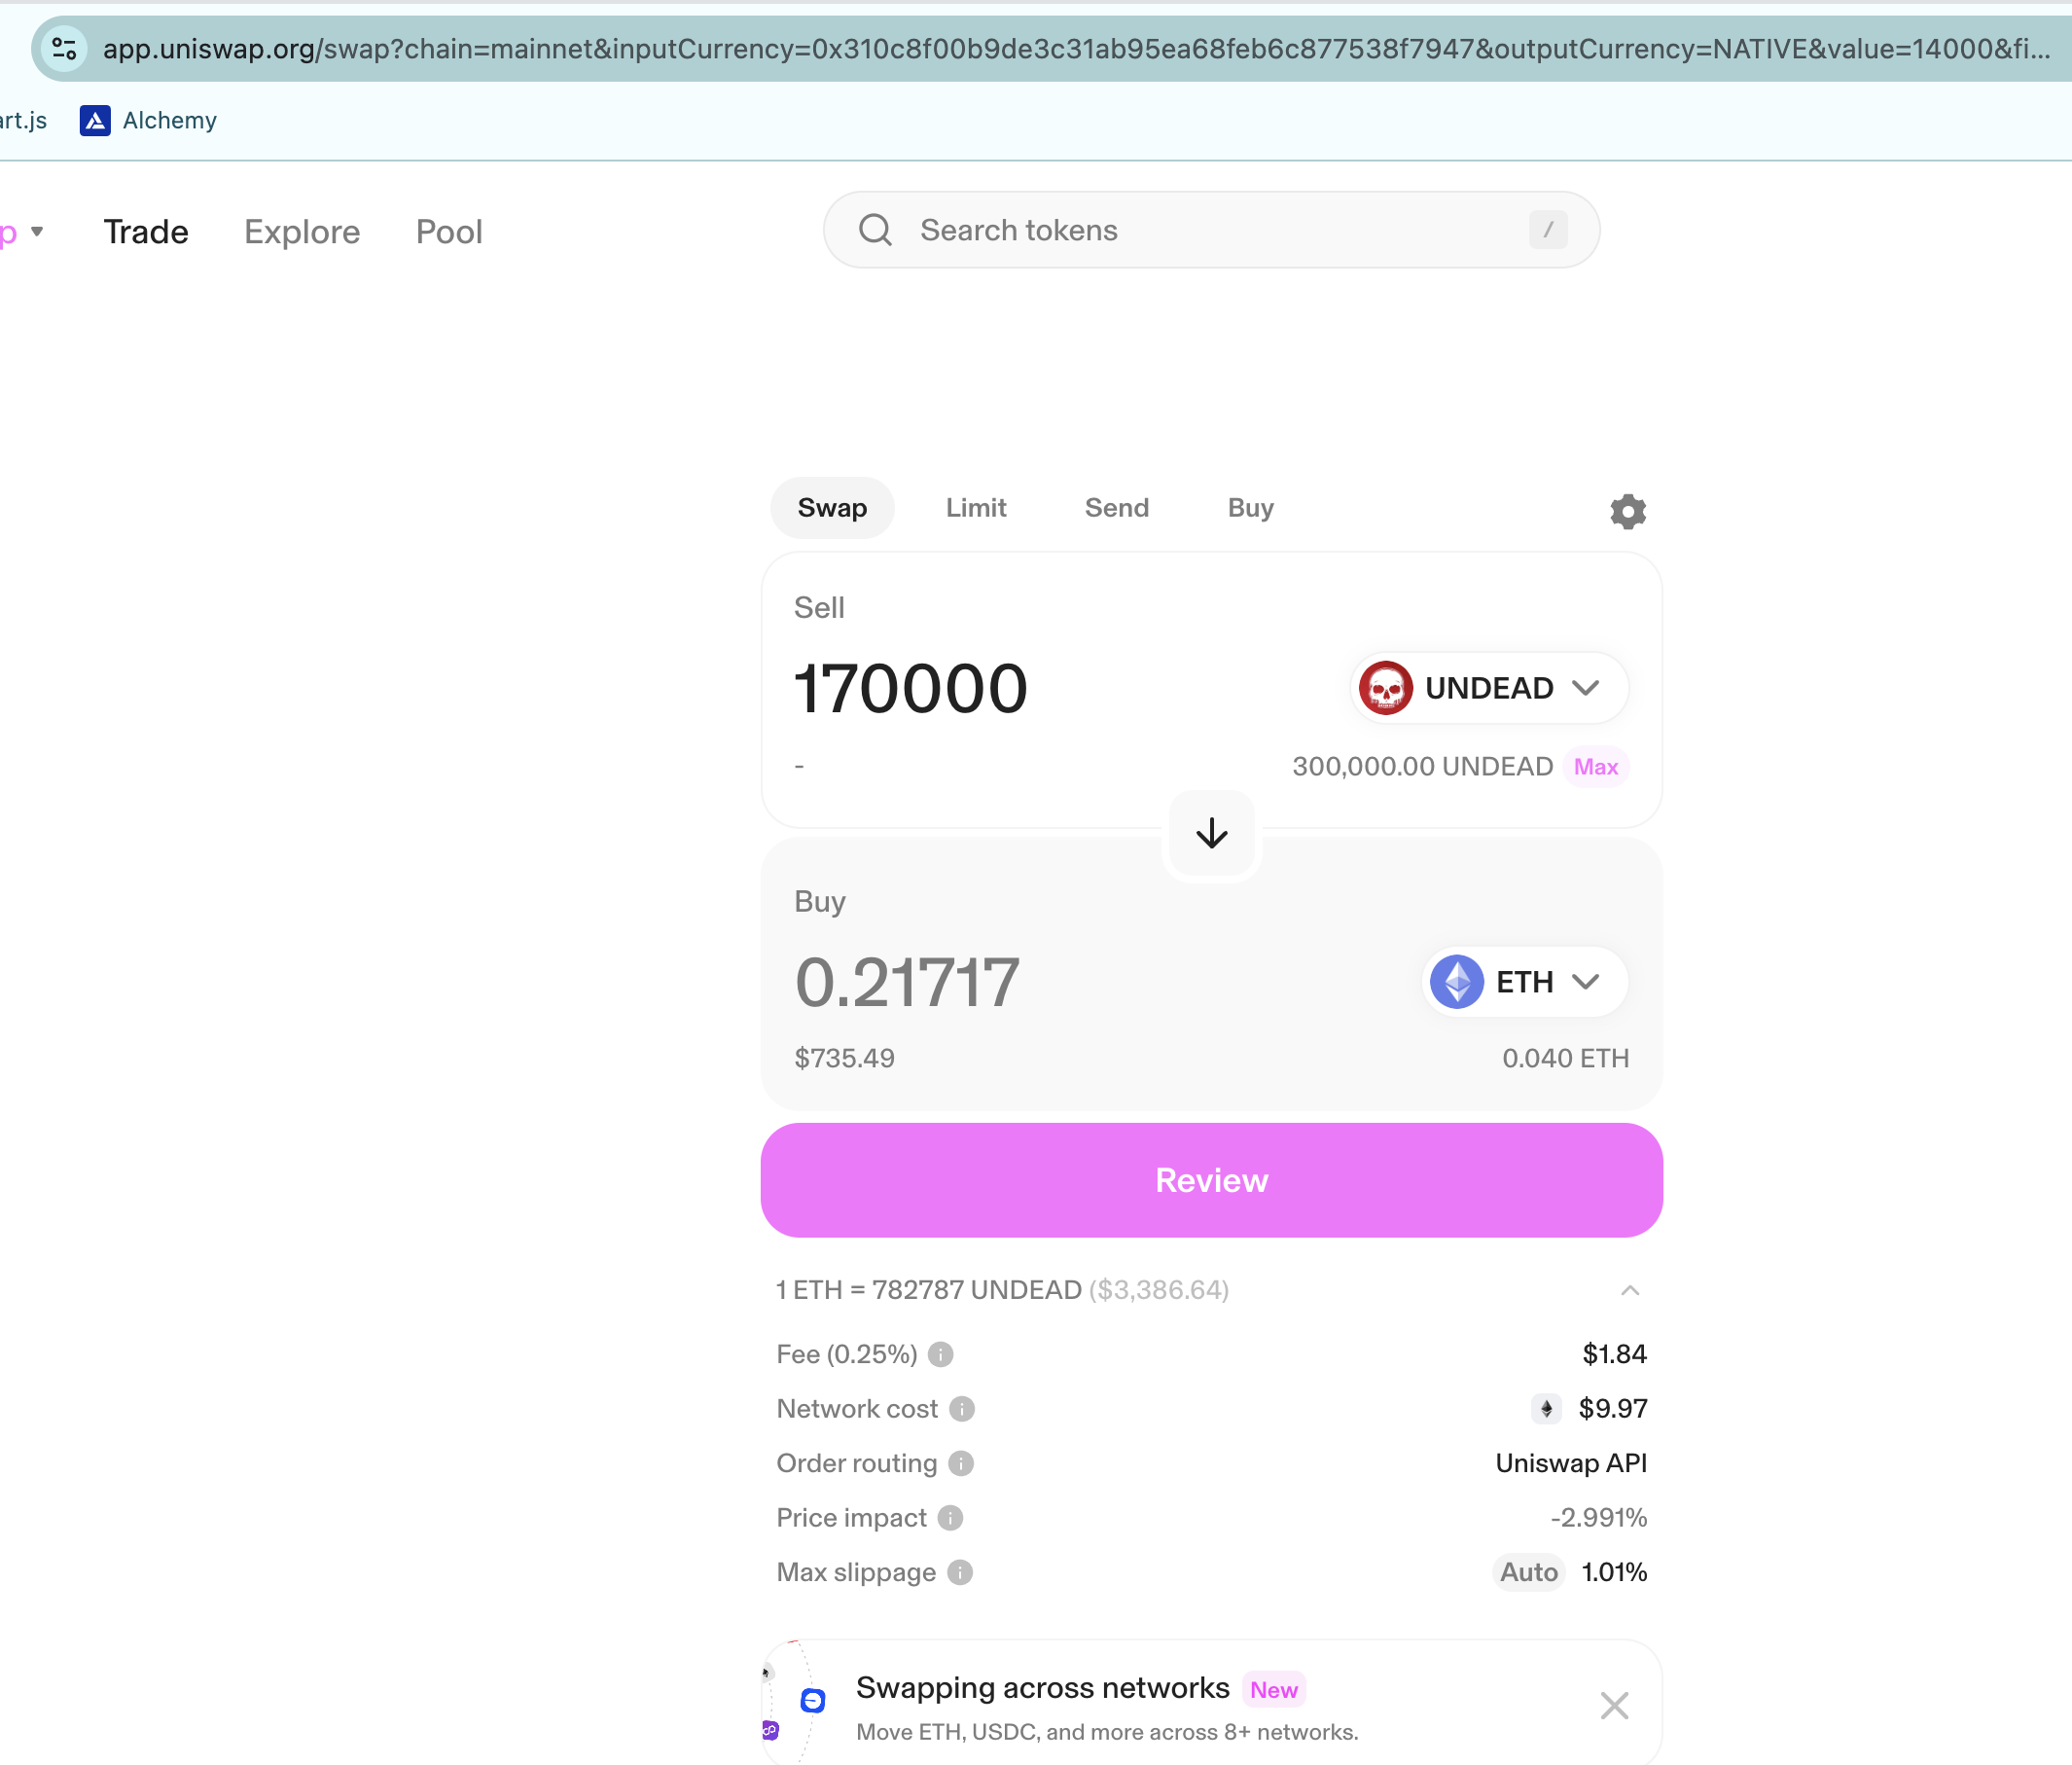 app.uniswap.org/swap?chain=mainnet&inputCurrency=0x310c8f00b9de3c31ab95ea68feb6c877538f7947&outputCurrency=NATIVE&value=14000&fi...
art.js Alchemy
p Trade Explore Pool Search tokens /
Swap Limit Send Buy
Sell
170000 UNDEAD
- 300,000.00 UNDEAD Max
Buy
0.21717 ETH
$735.49 0.040 ETH
Review
1 ETH = 782787 UNDEAD ($3,386.64)
Fee (0.25%) $1.84
Network cost $9.97
Order routing Uniswap API
Price impact -2.991%
Max slippage Auto 1.01%
Swapping across networks New
Move ETH, USDC, and more across 8+ networks.